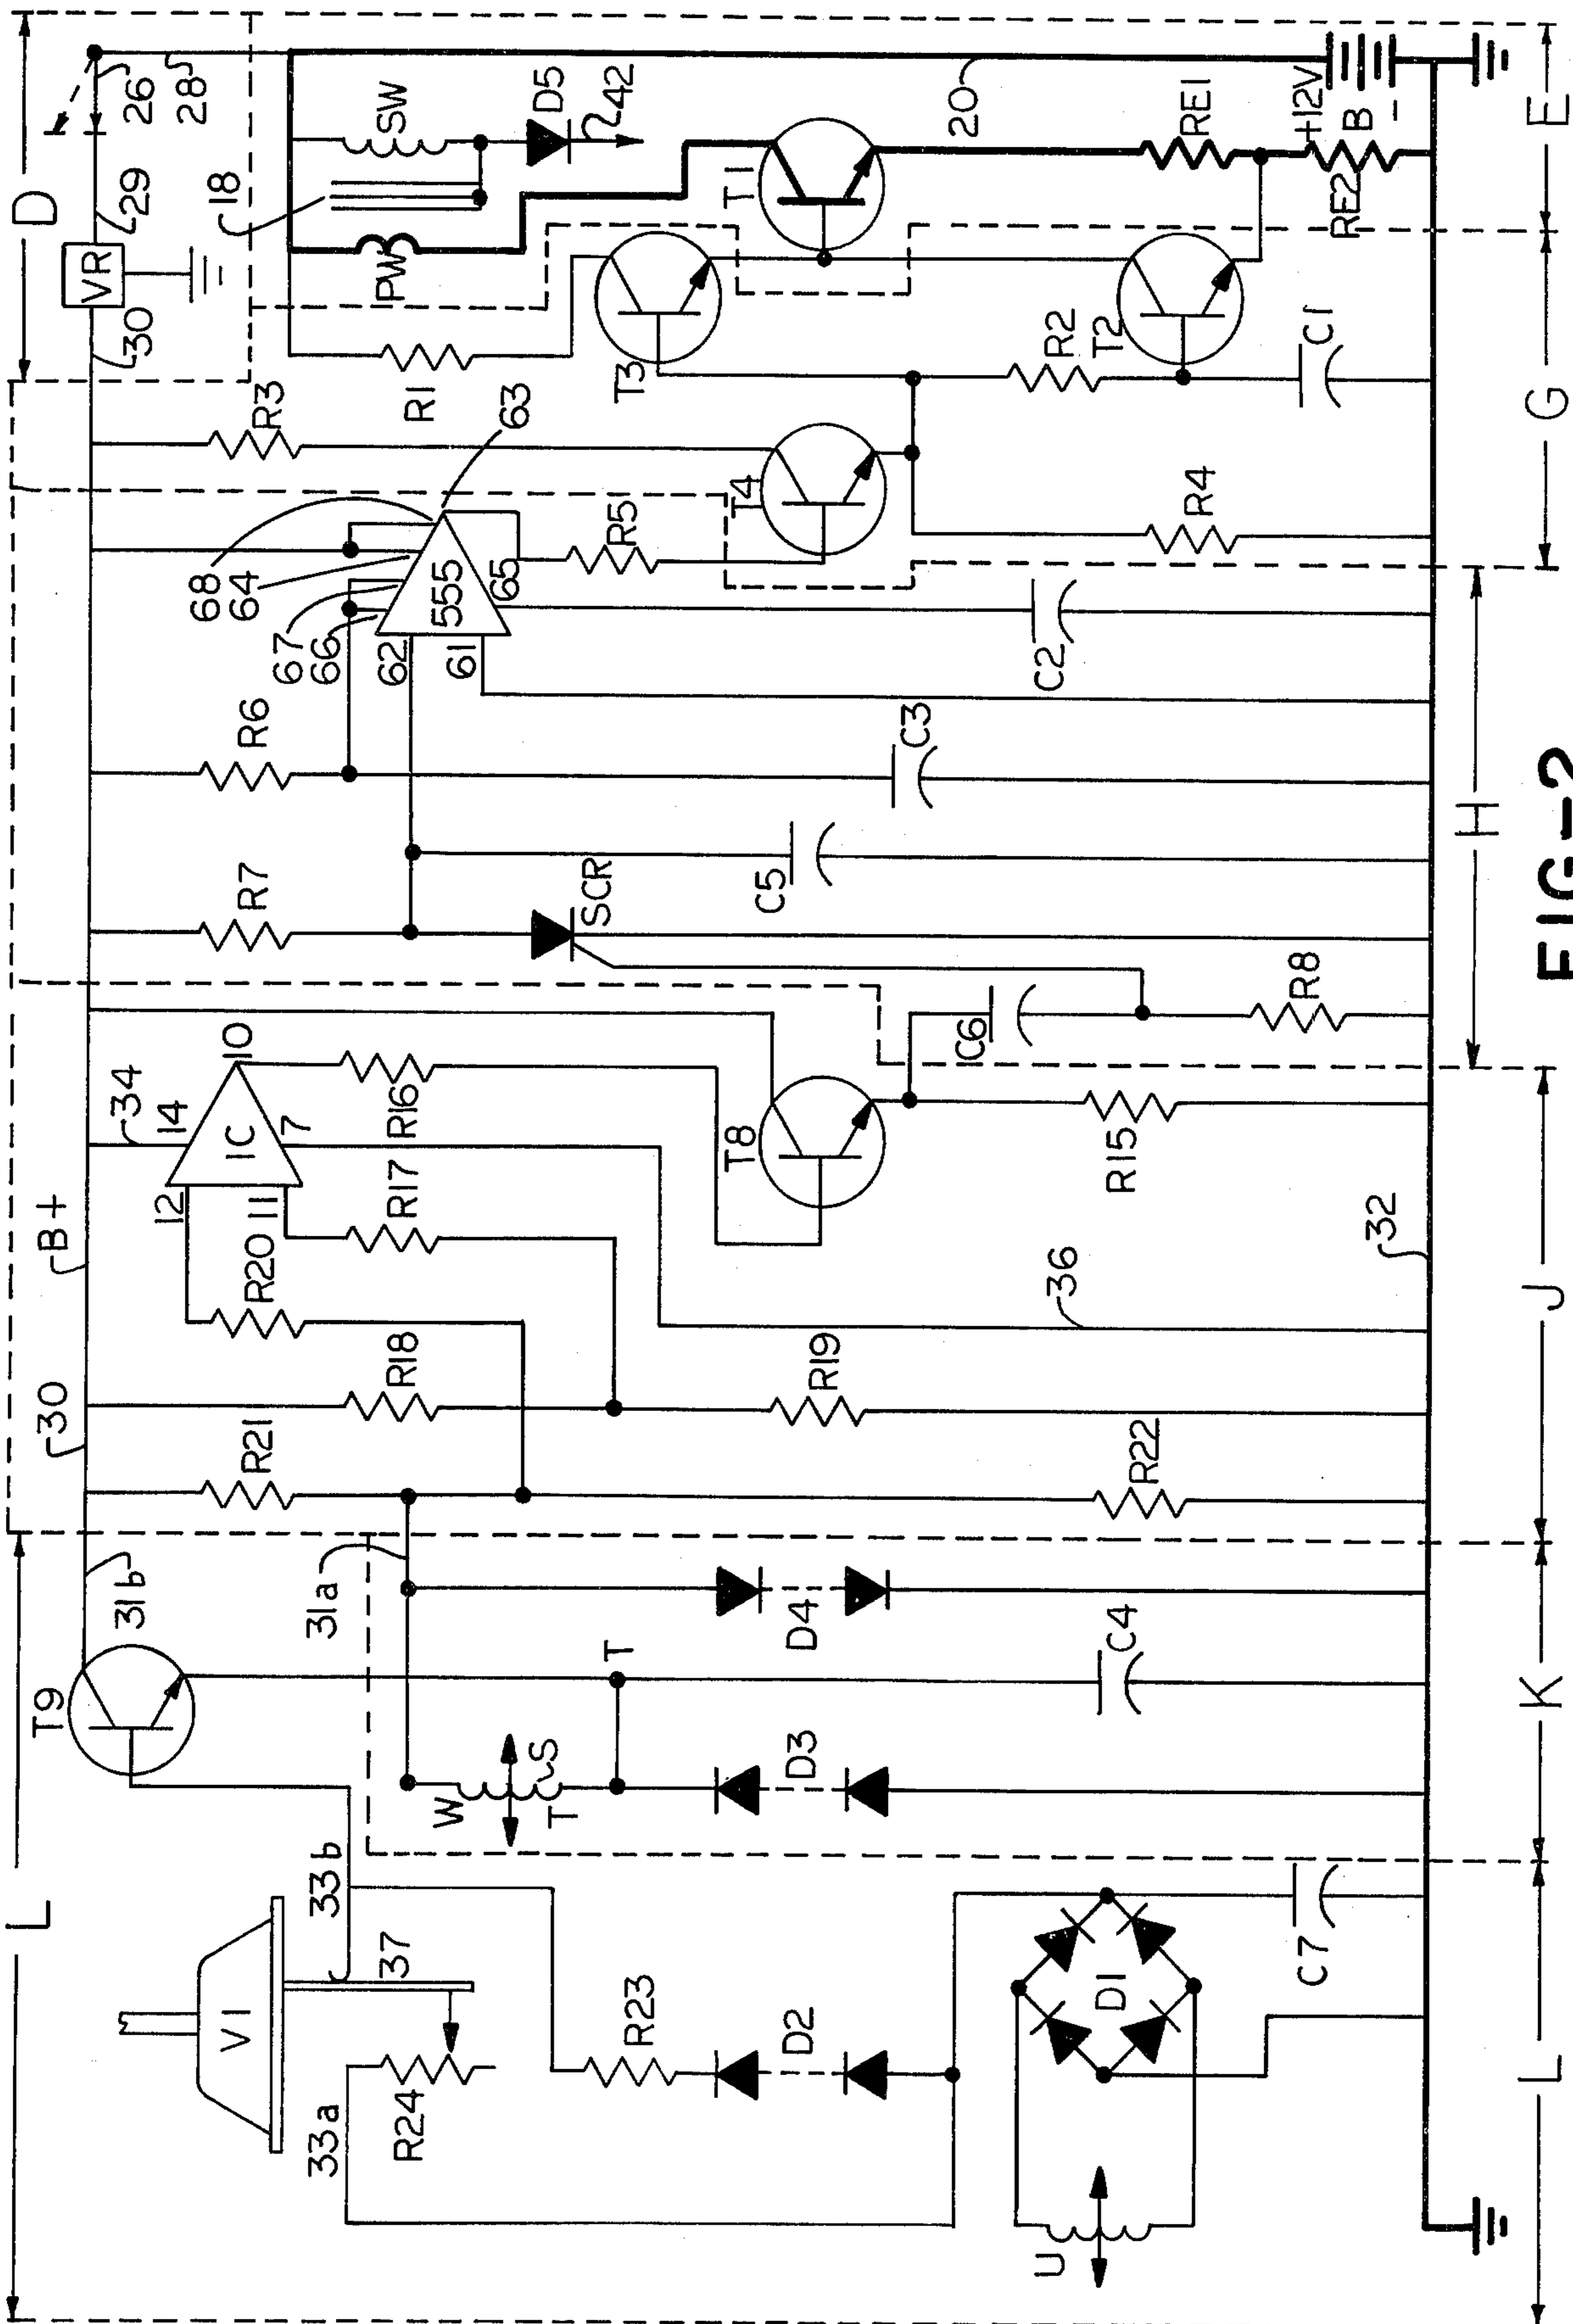 L
D
T9
V1
31b
30
B+
34
14
12
IC
10
11
7
R20
R21
R18
R17
R16
R7
R6
67
66
68
64
62
61
555
65
63
R3
R5
R1
30
VR
29
26
28
18
PW
SW
D5
42
33a
33b
37
R24
31a
W
S
T
T
R23
D2
D3
D4
C4
R19
R22
36
T8
R15
C6
R8
SCR
C5
C3
C2
T4
R4
T3
R2
T2
C1
T1
20
RE1
RE2
+12V
B
-
U
D1
C7
32
L
K
J
H
G
E
FIG-2